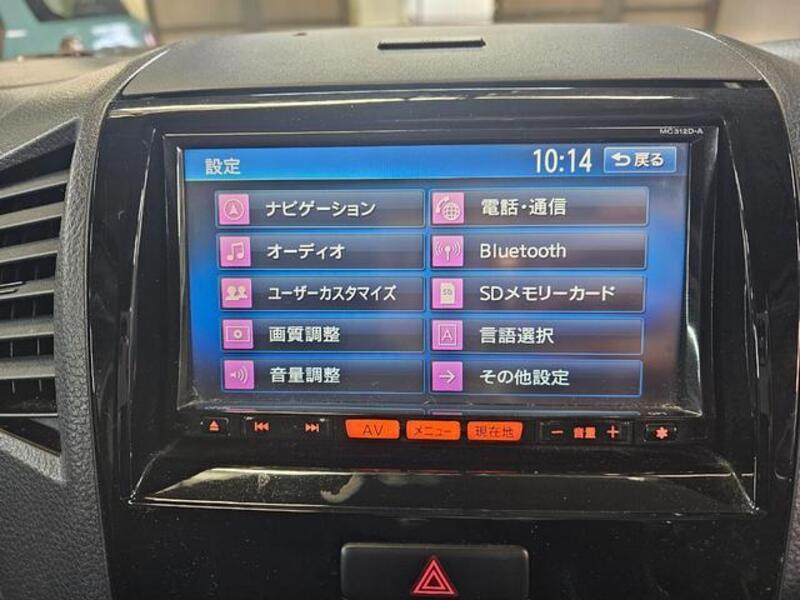 MC312D-A
設定
10:14
戻る
ナビゲーション
電話・通信
オーディオ
Bluetooth
ユーザーカスタマイズ
SD
SDメモリーカード
画質調整
A
言語選択
音量調整
その他設定
AV
メニュー
現在地
− 音量 +
*